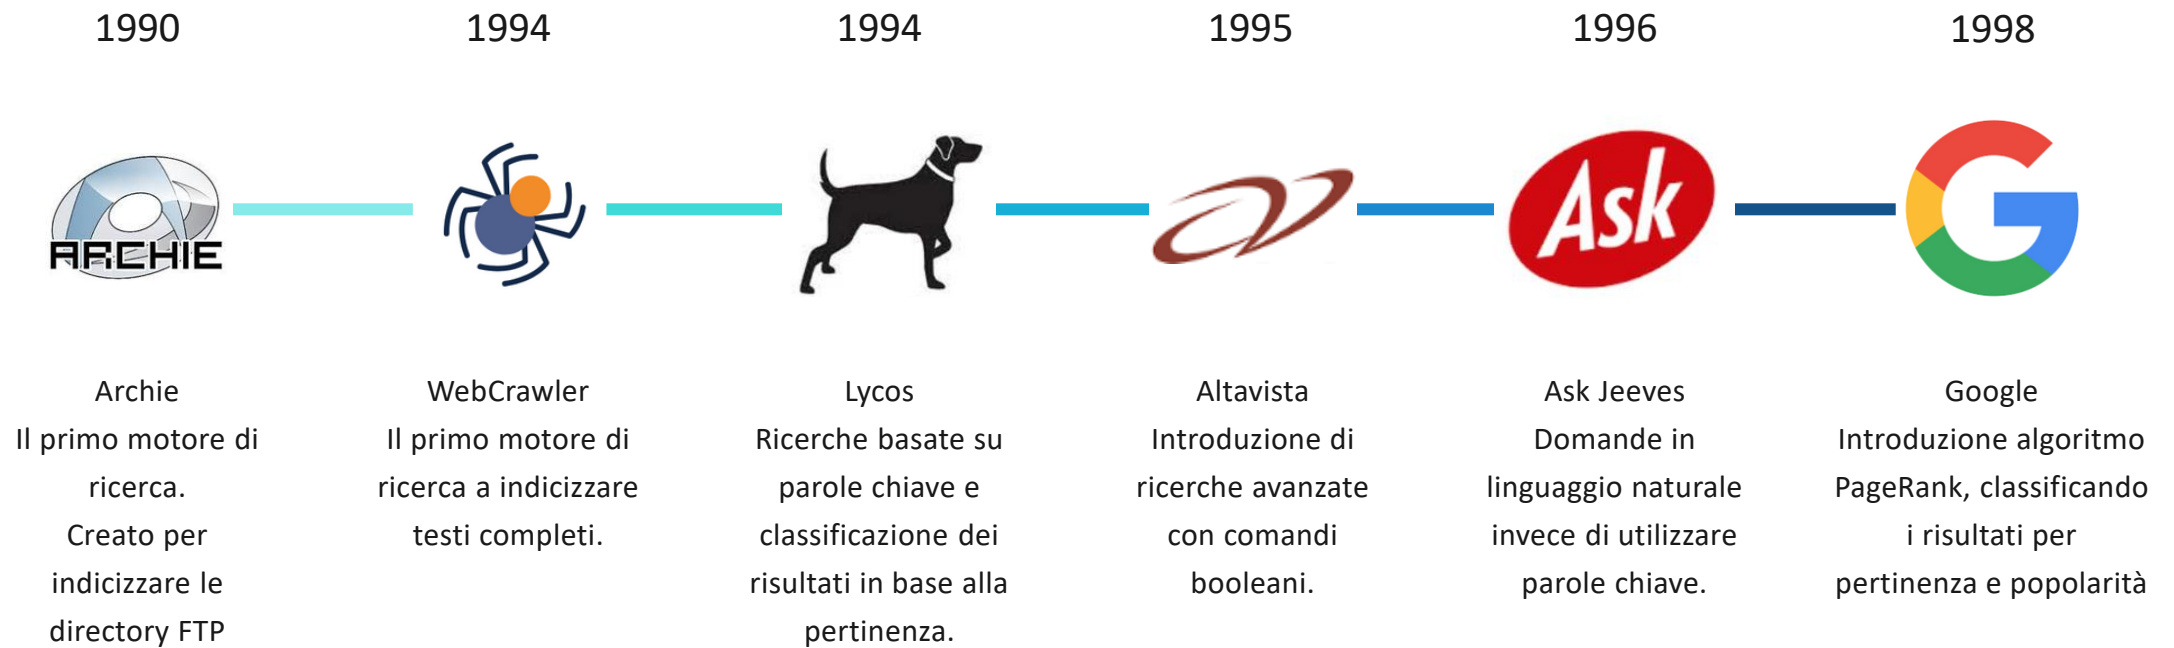 1990
1994
1994
1995
1996
1998
ARCHIE
Ask
Archie
Il primo motore di
ricerca.
Creato per
indicizzare le
directory FTP
WebCrawler
Il primo motore di
ricerca a indicizzare
testi completi.
Lycos
Ricerche basate su
parole chiave e
classificazione dei
risultati in base alla
pertinenza.
Altavista
Introduzione di
ricerche avanzate
con comandi
booleani.
Ask Jeeves
Domande in
linguaggio naturale
invece di utilizzare
parole chiave.
Google
Introduzione algoritmo
PageRank, classificando
i risultati per
pertinenza e popolarità